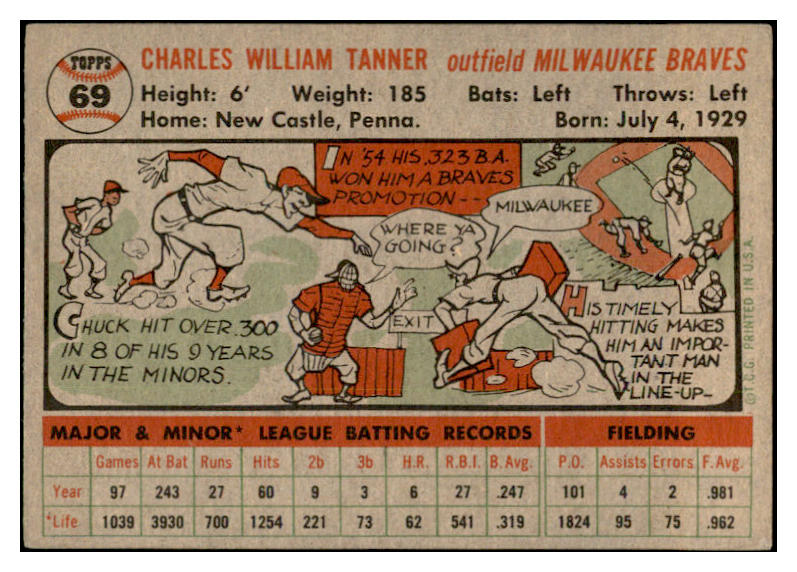 TOPPS
69
CHARLES WILLIAM TANNER outfield MILWAUKEE BRAVES
Height: 6' Weight: 185 Bats: Left Throws: Left
Home: New Castle, Penna. Born: July 4, 1929
IN '54 HIS .323 B.A.
WON HIM A BRAVES
PROMOTION --
WHERE YA
GOING?
MILWAUKEE
EXIT
CHUCK HIT OVER .300
IN 8 OF HIS 9 YEARS
IN THE MINORS.
HIS TIMELY
HITTING MAKES
HIM AN IMPOR-
TANT MAN
IN THE
LINE-UP-
©T.C.G. PRINTED IN U.S.A.
MAJOR & MINOR* LEAGUE BATTING RECORDS FIELDING
Games At Bat Runs Hits 2b 3b H.R. R.B.I. B. Avg. P.O. Assists Errors F. Avg.
Year 97 243 27 60 9 3 6 27 .247 101 4 2 .981
*Life 1039 3930 700 1254 221 73 62 541 .319 1824 95 75 .962